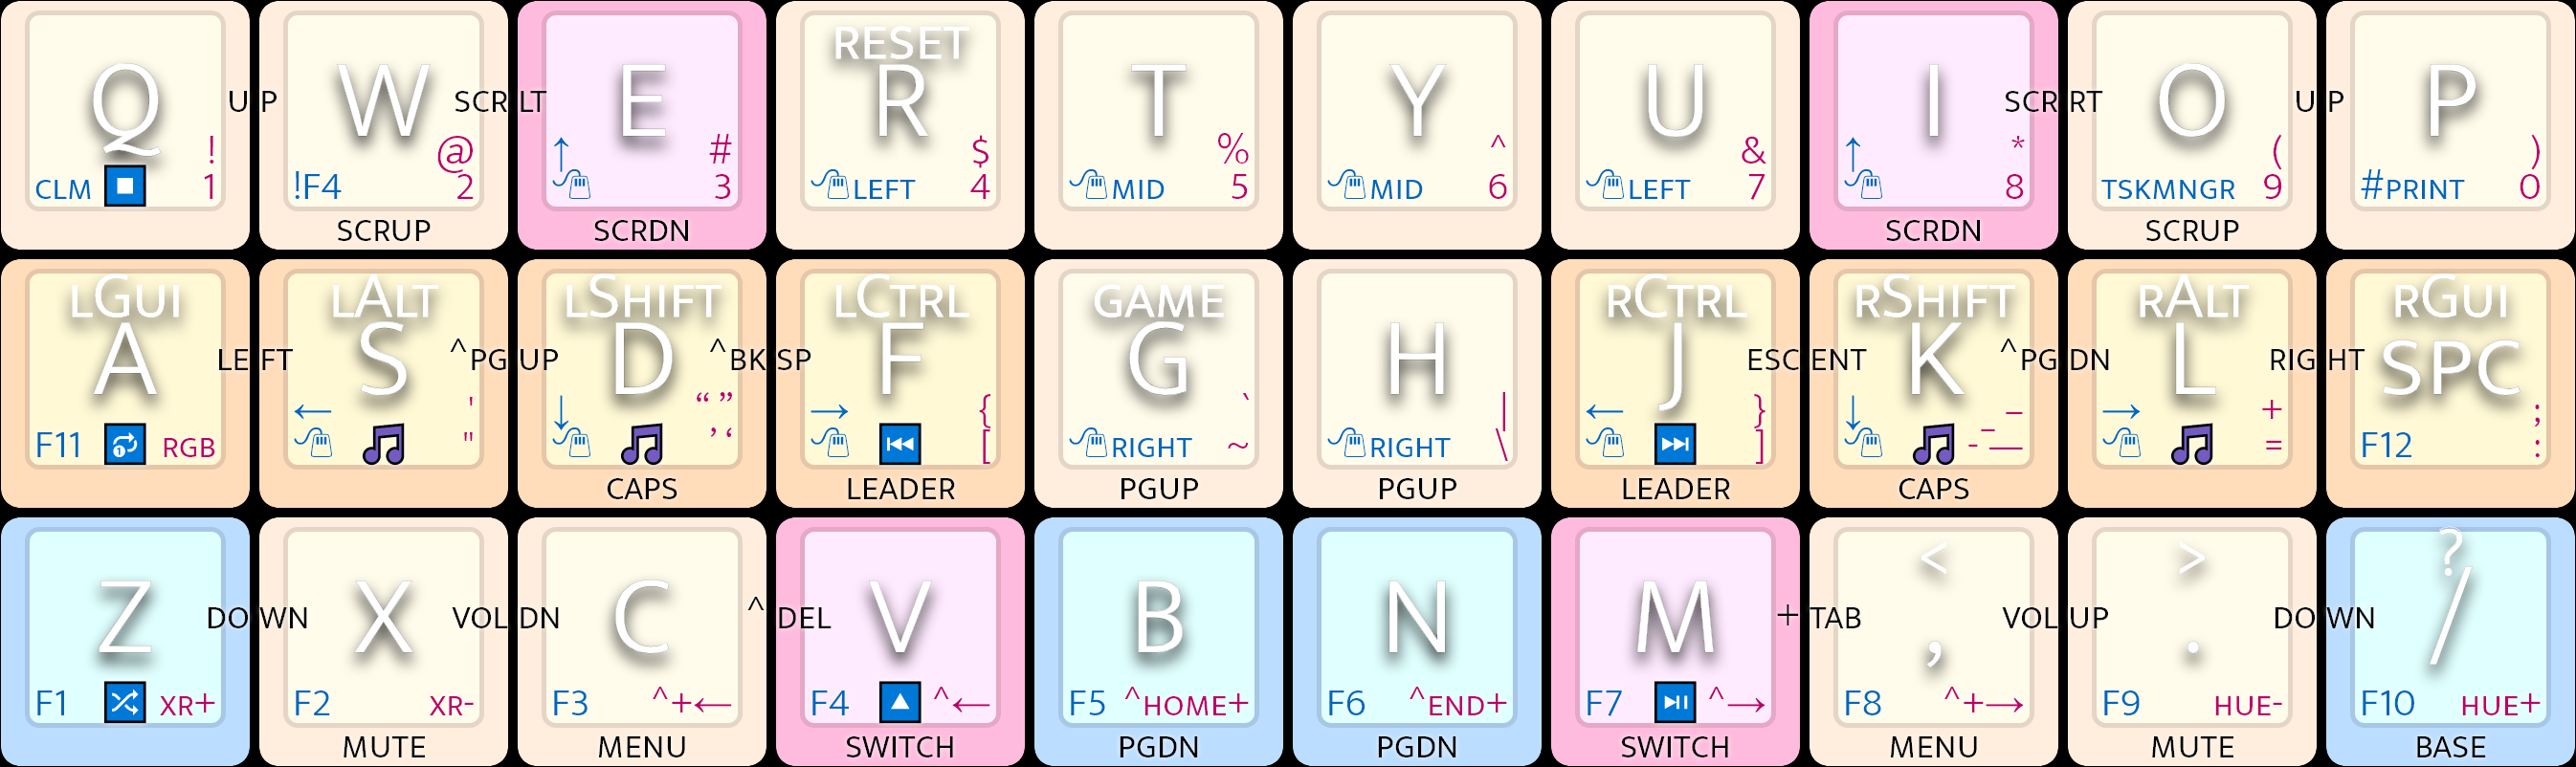 RESET
Q UP W SCRLT E R T Y U I SCRRT O UP P
! @ # $ % ^ & * ( )
CLM 1 !F4 2 ↑ 3 LEFT 4 MID 5 MID 6 LEFT 7 ↑ 8 TSKMNGR 9 #PRINT 0
SCRUP SCRDN SCRDN SCRUP
LGUI LALT LSHIFT LCTRL GAME RCTRL RSHIFT RALT RGUI
A LEFT S ^PGUP D ^BKSP F G H J ESCENT K ^PGDN L RIGHT SPC
← ' ↓ “ ” → { ` | ← } ↓ – → + ;
F11 RGB " ’ ‘ [ RIGHT ~ RIGHT \ ] - – — = F12 :
CAPS LEADER PGUP PGUP LEADER CAPS
< > ?
Z DOWN X VOLDN C ^DEL V B N M +TAB , VOLUP . DOWN /
F1 XR+ F2 XR- F3 ^+← F4 ^← F5 ^HOME+ F6 ^END+ F7 ^→ F8 ^+→ F9 HUE- F10 HUE+
MUTE MENU SWITCH PGDN PGDN SWITCH MENU MUTE BASE